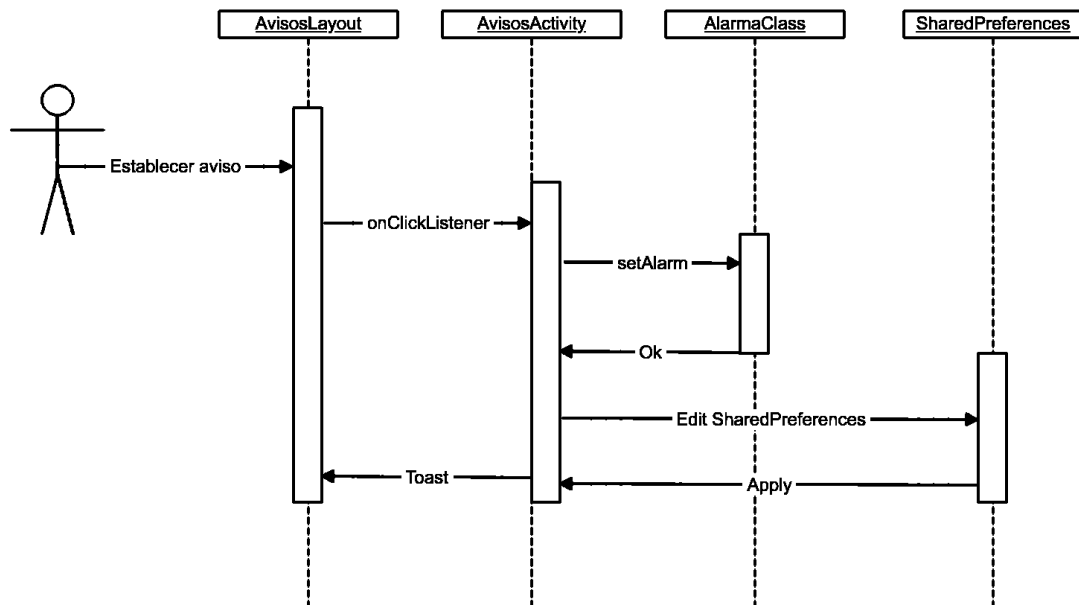 AvisosLayout
AvisosActivity
AlarmaClass
SharedPreferences
Establecer aviso
onClickListener
setAlarm
Ok
Edit SharedPreferences
Toast
Apply